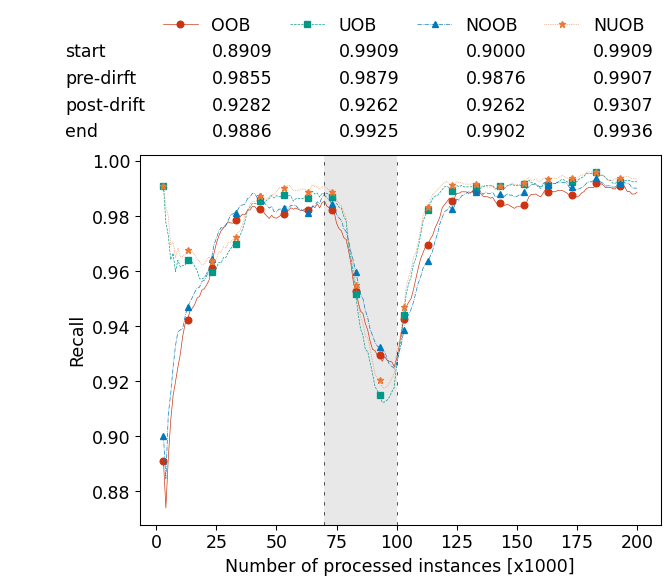 OOB UOB NOOB NUOB
start 0.8909 0.9909 0.9000 0.9909
pre-dirft 0.9855 0.9879 0.9876 0.9907
post-drift 0.9282 0.9262 0.9262 0.9307
end 0.9886 0.9925 0.9902 0.9936
1.00
0.98
0.96
0.94
0.92
0.90
0.88
Recall
0 25 50 75 100 125 150 175 200
Number of processed instances [x1000]